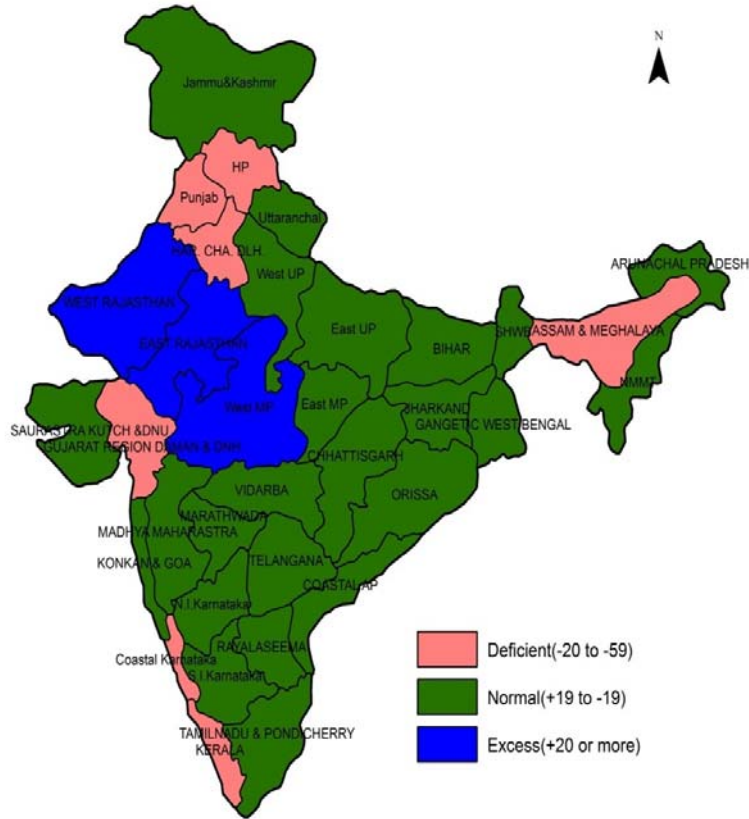 N
Jammu&Kashmir
HP
Punjab
Uttaranchal
HAR. CHA. DLH.
West UP
ARUNACHAL PRADESH
WEST RAJASTHAN
EAST RAJASTHAN
East UP
BIHAR
SHWB
ASSAM & MEGHALAYA
NMMT
West MP
East MP
JHARKAND
GANGETIC WEST BENGAL
SAURASTRA KUTCH &DNU
GUJARAT REGION DAMAN & DNH
CHHATTISGARH
VIDARBA
ORISSA
MARATHWADA
MADHYA MAHARASTRA
KONKAN & GOA
TELANGANA
COASTAL AP
N.I.Karnataka
RAYALASEEMA
Coastal Karnataka
S.I.Karnataka
TAMILNADU & PONDICHERRY
KERALA
Deficient(-20 to -59)
Normal(+19 to -19)
Excess(+20 or more)